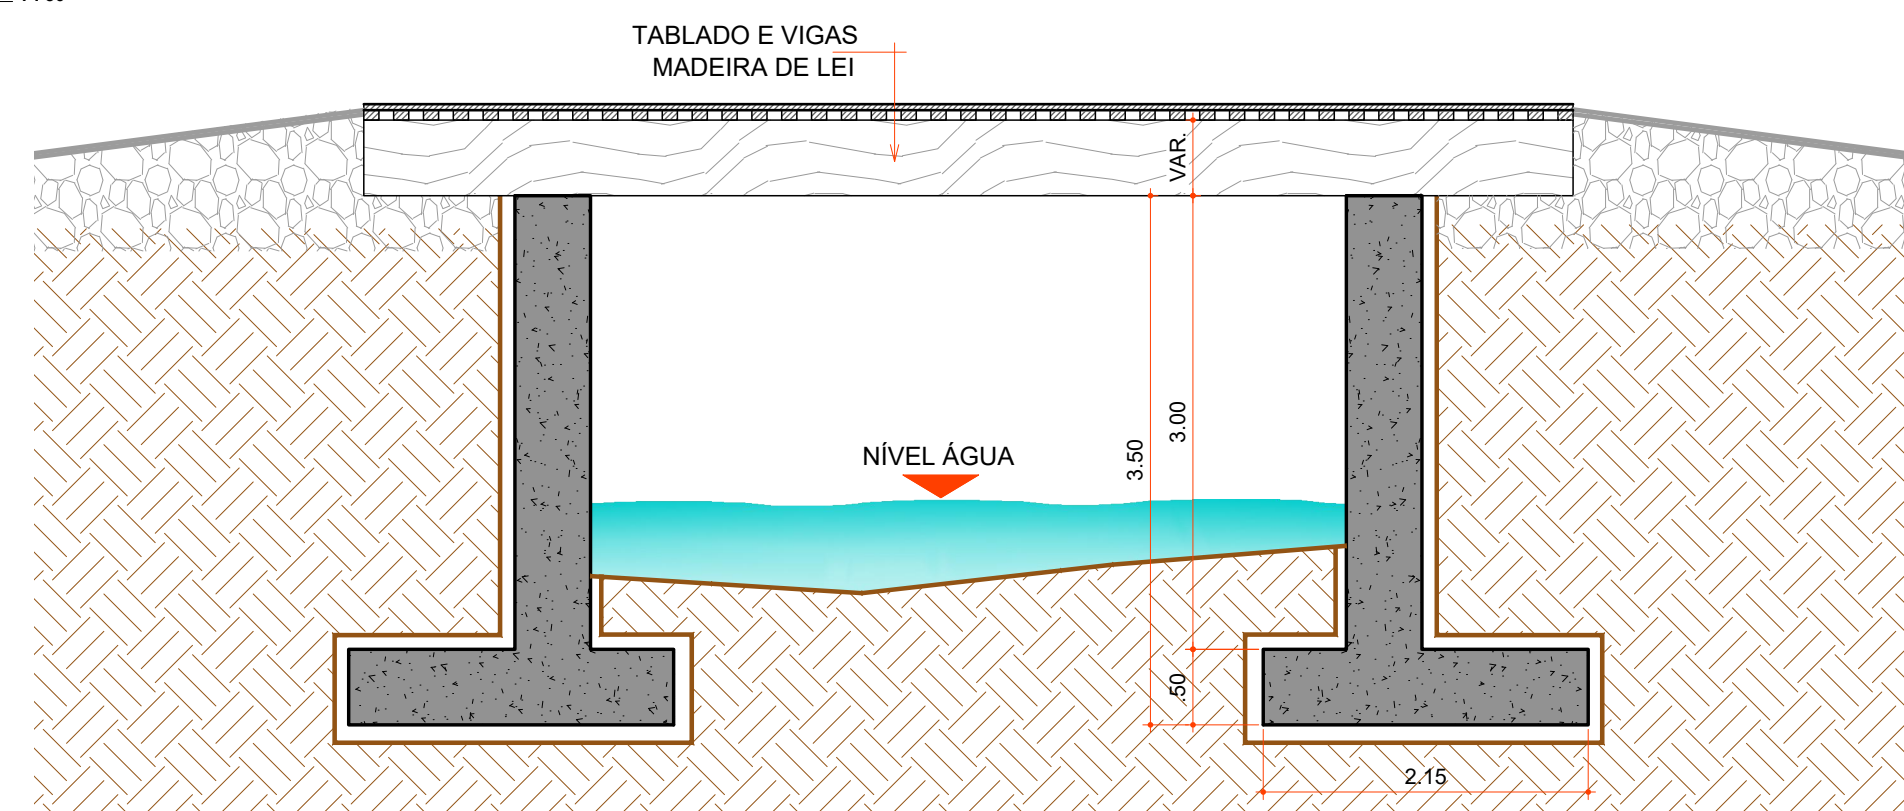 TABLADO E VIGAS
MADEIRA DE LEI
VAR.
NÍVEL ÁGUA
3.50
3.00
.50
2.15